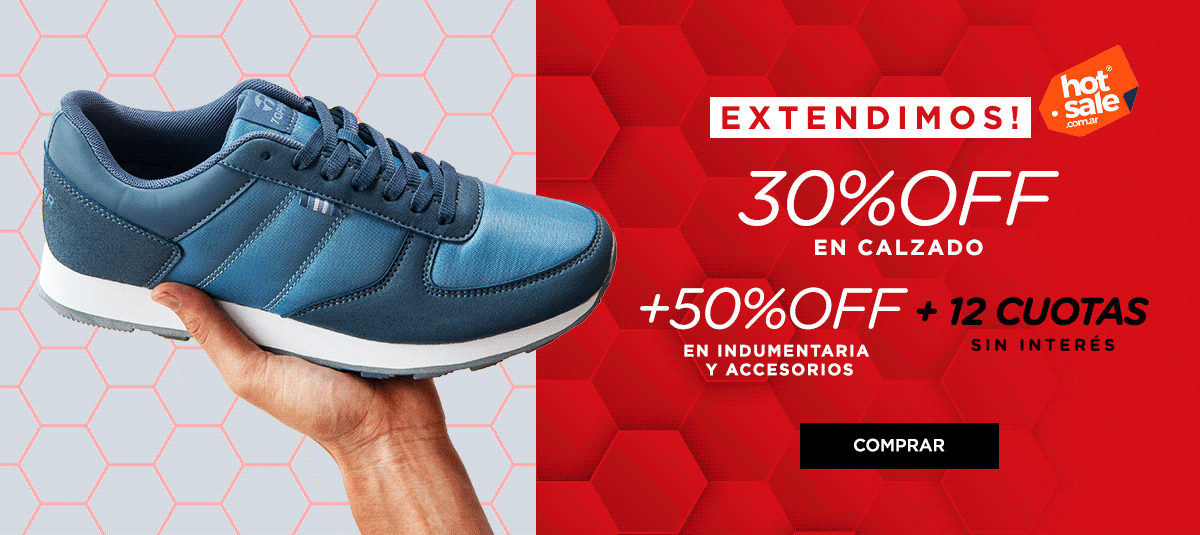 hot
sale
.com.ar
EXTENDIMOS!
30%OFF
EN CALZADO
+50%OFF + 12 CUOTAS
EN INDUMENTARIA
Y ACCESORIOS
SIN INTERÉS
COMPRAR